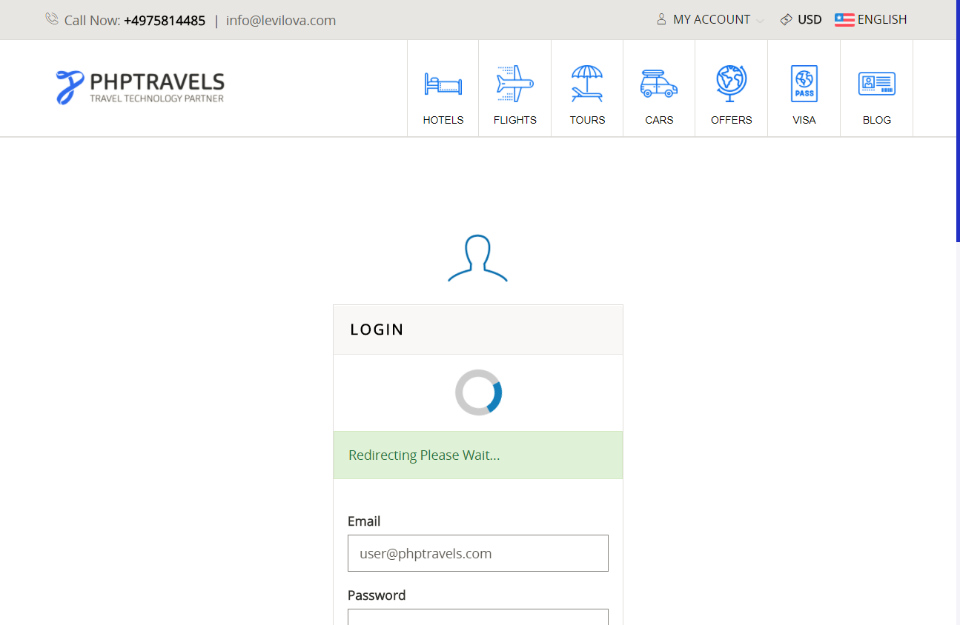 Call Now: +4975814485 | info@levilova.com
MY ACCOUNT USD ENGLISH
PHPTRAVELS
TRAVEL TECHNOLOGY PARTNER
PASS
HOTELS FLIGHTS TOURS CARS OFFERS VISA BLOG
LOGIN
Redirecting Please Wait...
Email
user@phptravels.com
Password